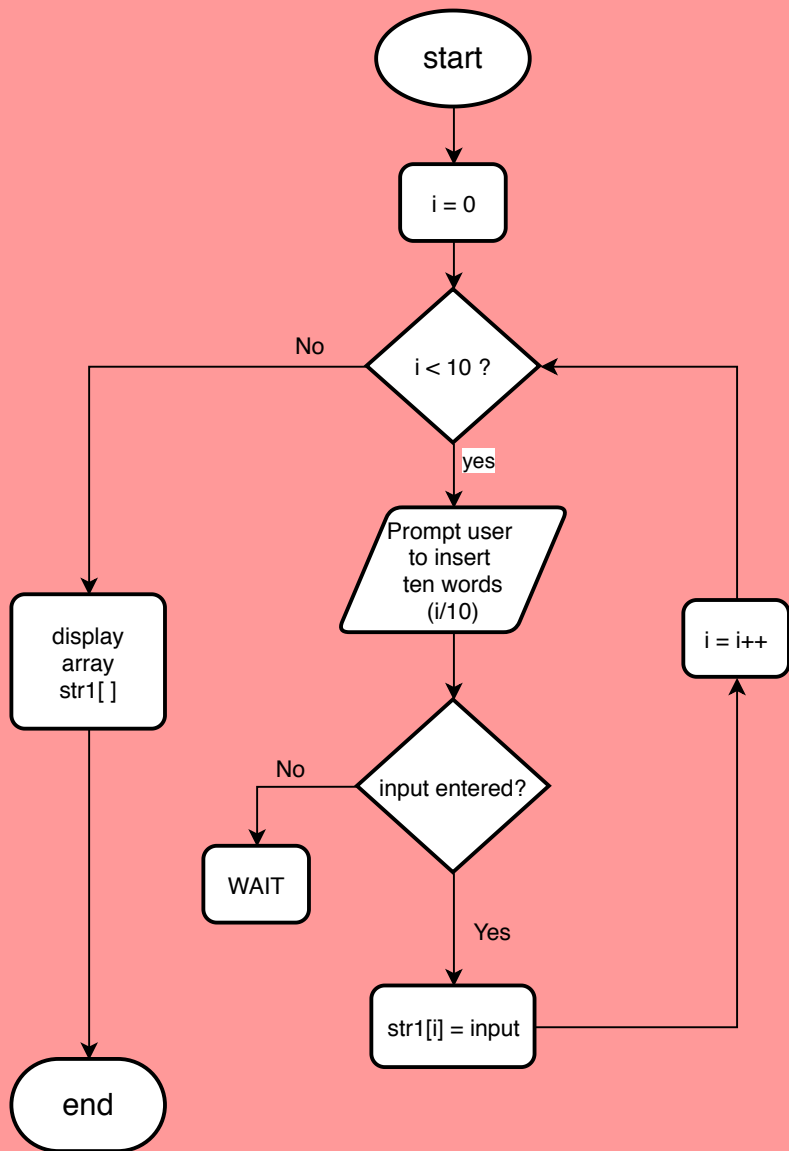 start
i = 0
i < 10 ?
No
yes
Prompt user
to insert
ten words
(i/10)
display
array
str1[ ]
i = i++
input entered?
No
WAIT
Yes
str1[i] = input
end